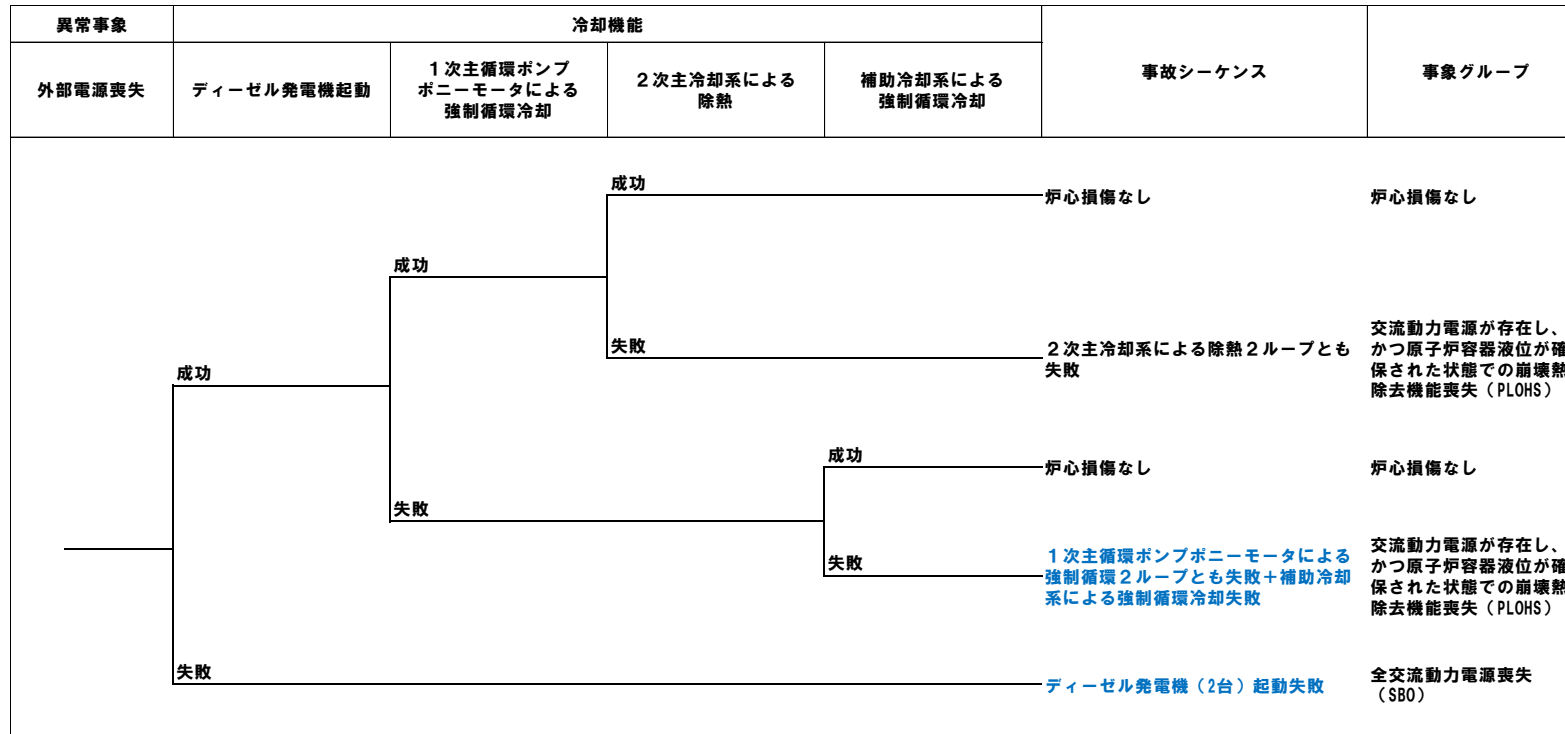 異常事象
冷却機能
事故シーケンス
事象グループ
外部電源喪失
ディーゼル発電機起動
1次主循環ポンプ
ポニーモータによる
強制循環冷却
2次主冷却系による
除熱
補助冷却系による
強制循環冷却
成功
炉心損傷なし
炉心損傷なし
成功
失敗
2次主冷却系による除熱2ループとも
失敗
交流動力電源が存在し、
かつ原子炉容器液位が確
保された状態での崩壊熱
除去機能喪失(PLOHS)
成功
成功
炉心損傷なし
炉心損傷なし
失敗
失敗
1次主循環ポンプポニーモータによる
強制循環2ループとも失敗+補助冷却
系による強制循環冷却失敗
交流動力電源が存在し、
かつ原子炉容器液位が確
保された状態での崩壊熱
除去機能喪失(PLOHS)
失敗
ディーゼル発電機(2台)起動失敗
全交流動力電源喪失
(SBO)